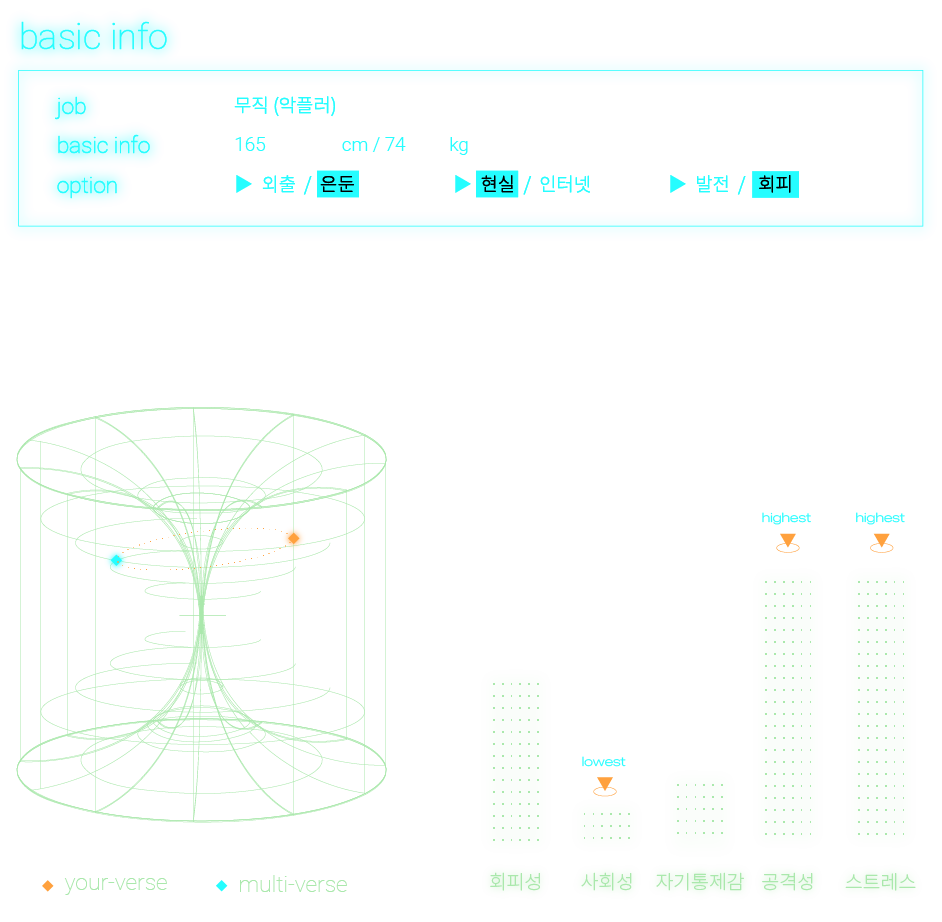 basic info
job 무직 (악플러)
basic info 165 cm / 74 kg
option ▶ 외출 / 은둔 ▶ 현실 / 인터넷 ▶ 발전 / 회피
highest highest
lowest
회피성 사회성 자기통제감 공격성 스트레스
your-verse multi-verse